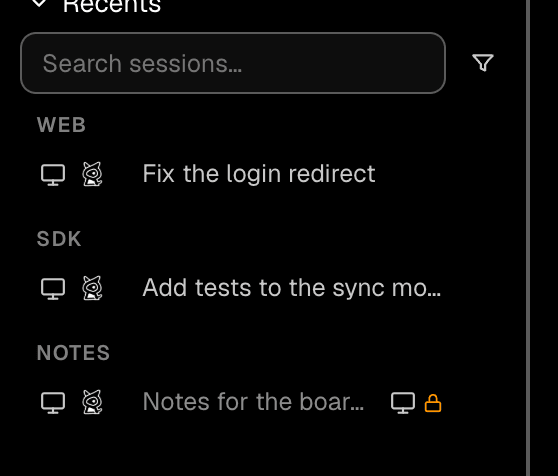 Recents
Search sessions…
WEB
Fix the login redirect
SDK
Add tests to the sync mo…
NOTES
Notes for the boar…